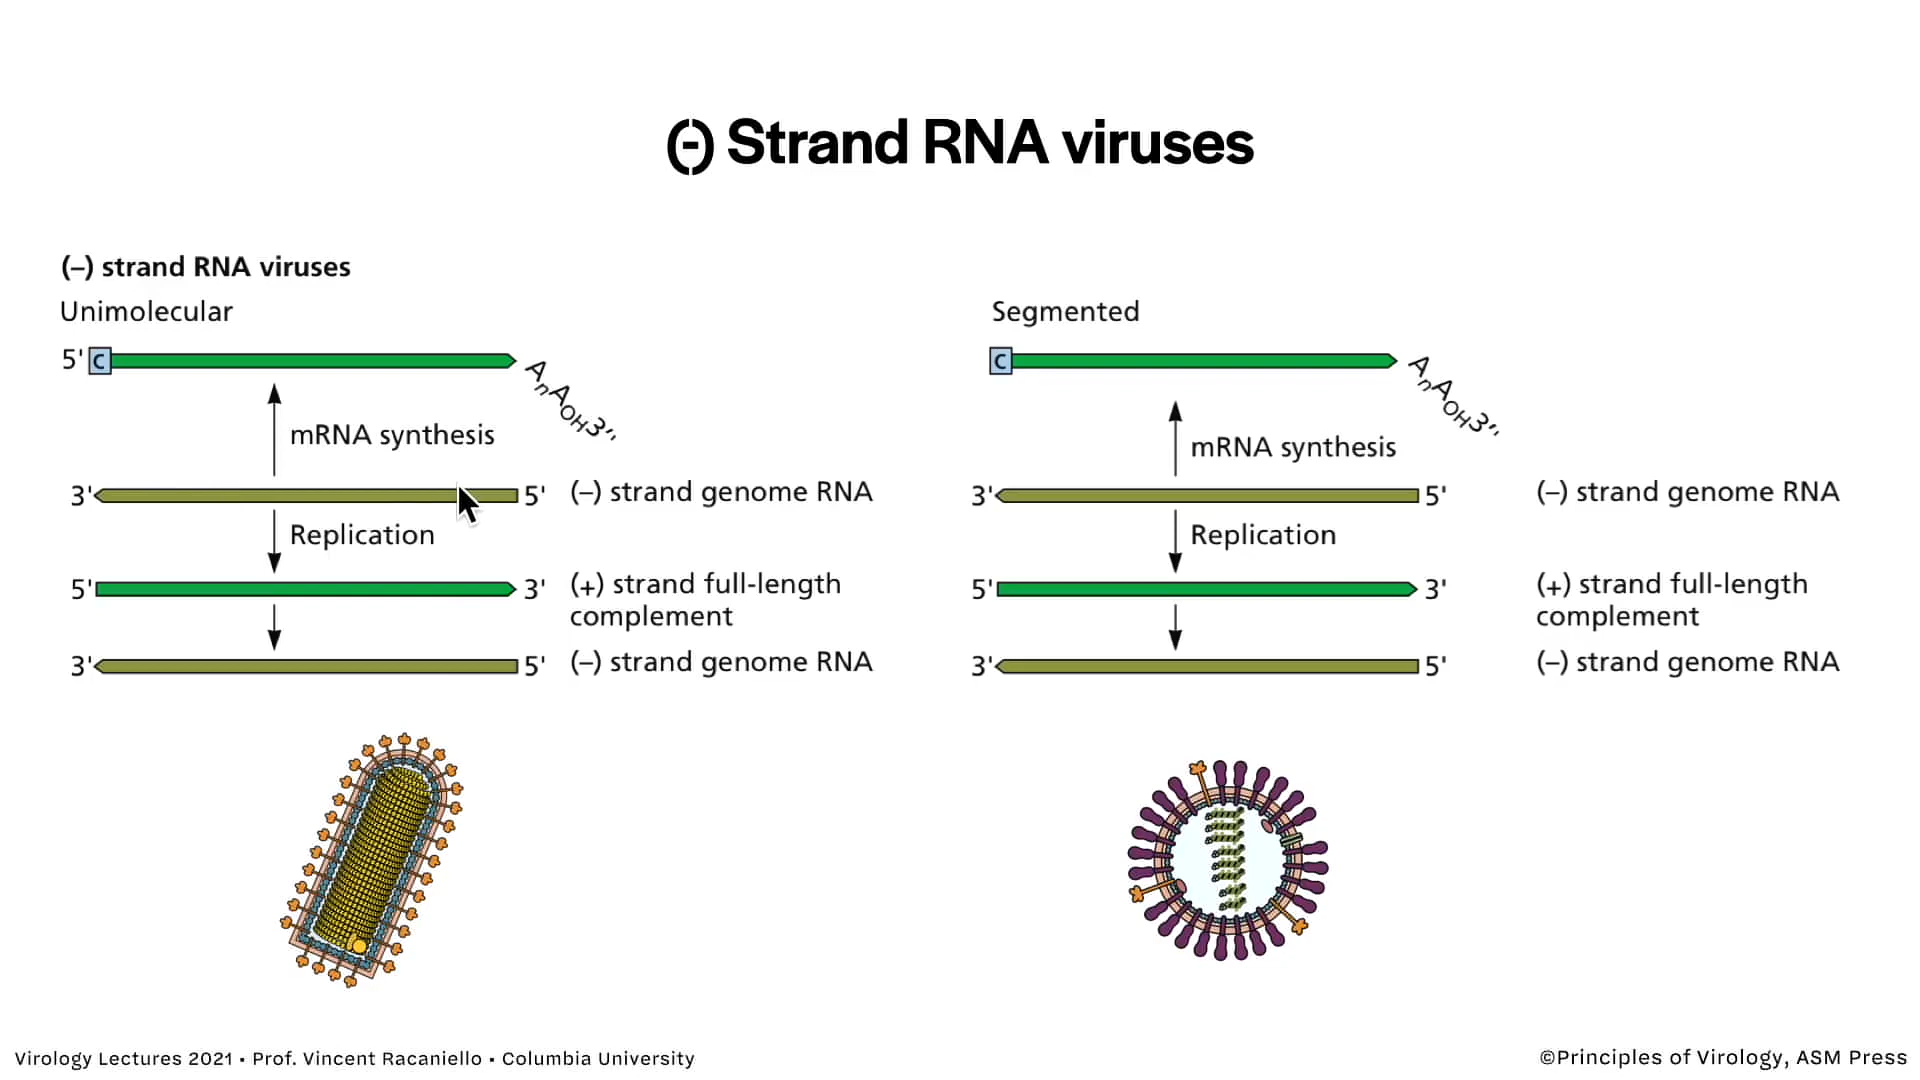 (-) Strand RNA viruses
(–) strand RNA viruses
Unimolecular
5' C AnAOH3'
mRNA synthesis
3' 5' (–) strand genome RNA
Replication
5' 3' (+) strand full-length
complement
3' 5' (–) strand genome RNA
Segmented
C AnAOH3'
mRNA synthesis
3' 5' (–) strand genome RNA
Replication
5' 3' (+) strand full-length
complement
3' 5' (–) strand genome RNA
Virology Lectures 2021 • Prof. Vincent Racaniello • Columbia University
©Principles of Virology, ASM Press